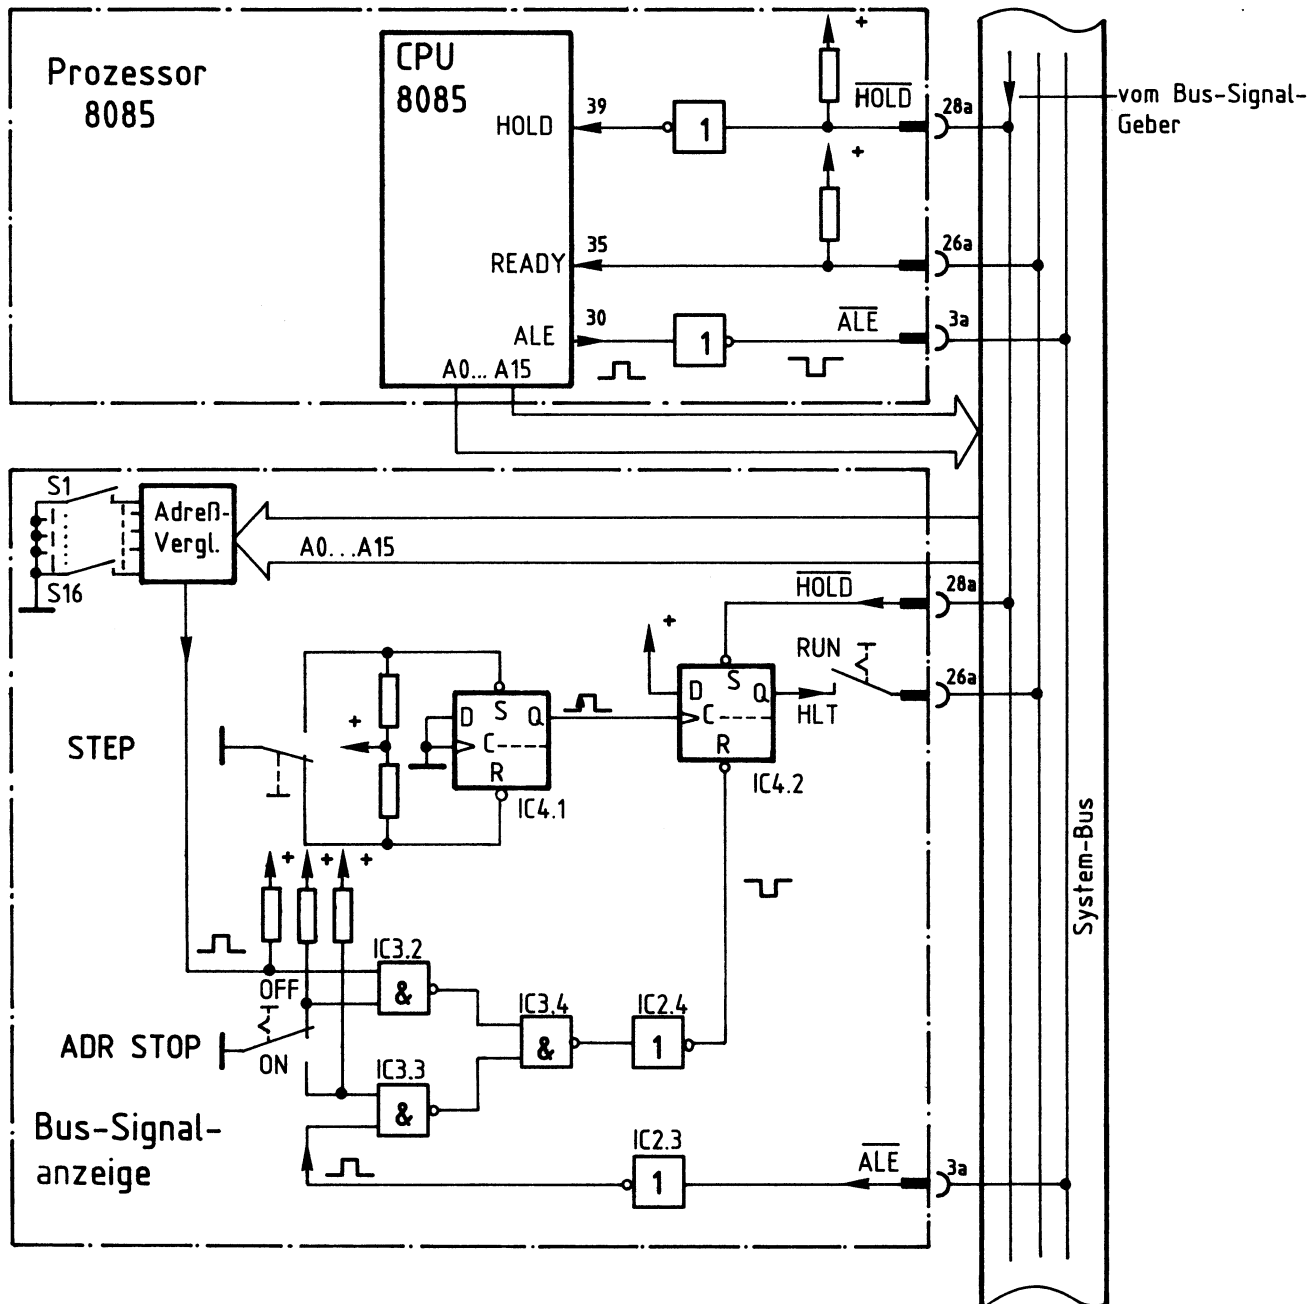 Prozessor
8085
CPU
8085
HOLD
39
1
+
HOLD
28a
vom Bus-Signal-
Geber
READY
35
+
26a
ALE
30
1
ALE
3a
A0... A15
S1
S16
Adreß-
Vergl.
A0...A15
HOLD
28a
STEP
+
D
S
Q
C
R
IC4.1
+
D
S
Q
C
R
IC4.2
RUN
HLT
26a
System-Bus
+
+
+
OFF
ADR STOP
ON
IC3.2
&
IC3.3
&
IC3.4
&
IC2.4
1
Bus-Signal-
anzeige
IC2.3
1
ALE
3a